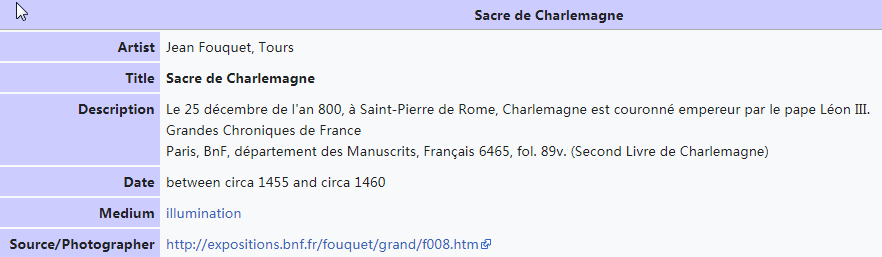 Sacre de Charlemagne
Artist Jean Fouquet, Tours
Title Sacre de Charlemagne
Description Le 25 décembre de l'an 800, à Saint-Pierre de Rome, Charlemagne est couronné empereur par le pape Léon III.
Grandes Chroniques de France
Paris, BnF, département des Manuscrits, Français 6465, fol. 89v. (Second Livre de Charlemagne)
Date between circa 1455 and circa 1460
Medium illumination
Source/Photographer http://expositions.bnf.fr/fouquet/grand/f008.htm